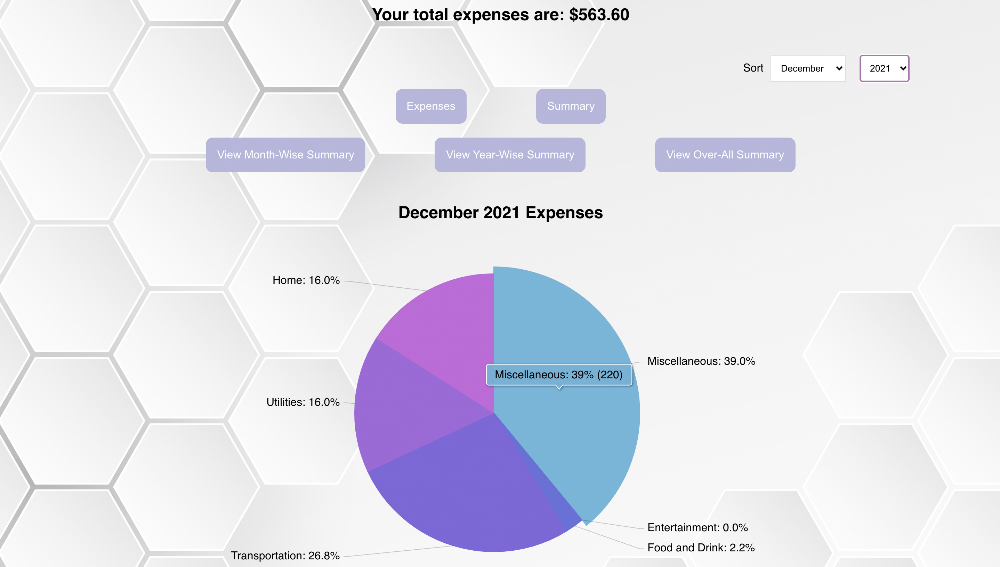 Your total expenses are: $563.60
Sort December 2021
Expenses Summary
View Month-Wise Summary View Year-Wise Summary View Over-All Summary
December 2021 Expenses
Home: 16.0%
Miscellaneous: 39.0%
Miscellaneous: 39% (220)
Utilities: 16.0%
Entertainment: 0.0%
Food and Drink: 2.2%
Transportation: 26.8%